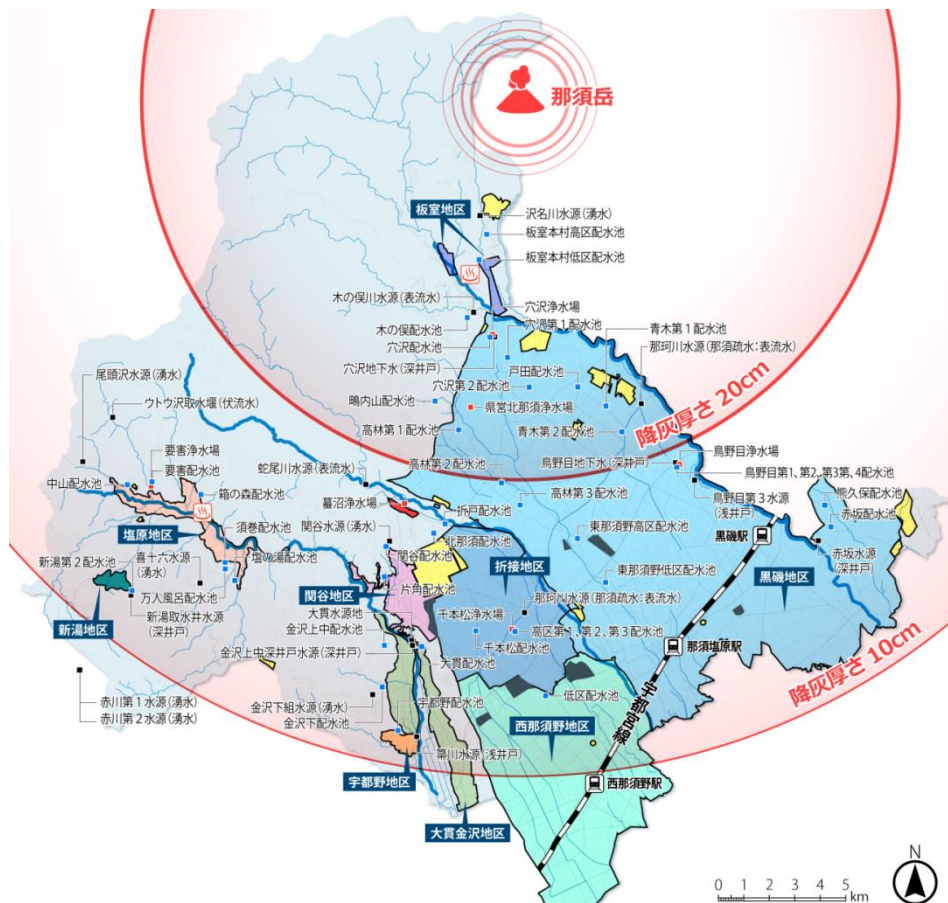 那須岳
板室地区
沢名川水源(湧水)
板室本村高区配水池
板室本村低区配水池
木の俣川水源(表流水)
穴沢浄水場
木の俣配水池
穴沢第1配水池
青木第1配水池
穴沢配水池
那珂川水源(那須疏水:表流水)
尾頭沢水源(湧水)
穴沢地下水(深井戸)
戸田配水池
降灰厚さ 20cm
穴沢第2配水池
ウトウ沢取水堰(伏流水)
鴫内山配水池
県営北那須浄水場
高林第1配水池
青木第2配水池
要害浄水場
鳥野目浄水場
要害配水池
蛇尾川水源(表流水)
高林第2配水池
鳥野目地下水(深井戸)
鳥野目第1、第2、第3第、4配水池
中山配水池
箱の森配水池
蟇沼浄水場
高林第3配水池
鳥野目第3水源
(浅井戸)
熊久保配水池
折戸配水池
赤坂配水池
塩原地区
須巻配水池
関谷水源(湧水)
北那須配水池
東那須野高区配水池
黒磯駅
新湯第2配水池
喜十六水源
(湧水)
塩の湯配水池
関谷配水池
折接地区
赤坂水源
(深井戸)
片角配水池
東那須野低区配水池
黒磯地区
関谷地区
万人風呂配水池
那珂川水源(那須疏水:表流水)
新湯地区
新湯取水井水源
(深井戸)
大貫水源地
千本松浄水場
金沢上中配水池
高区第1、第2、第3配水池
那須塩原駅
金沢上中深井戸水源(深井戸)
千本松配水池
大貫配水池
降灰厚さ 10cm
赤川第1水源(湧水)
赤川第2水源(湧水)
金沢下組水源(湧水)
宇都野配水池
低区配水池
宇都宮線
金沢下配水池
西那須野地区
箒川水源(浅井戸)
宇都野地区
西那須野駅
大貫金沢地区
N
0 1 2 3 4 5
km